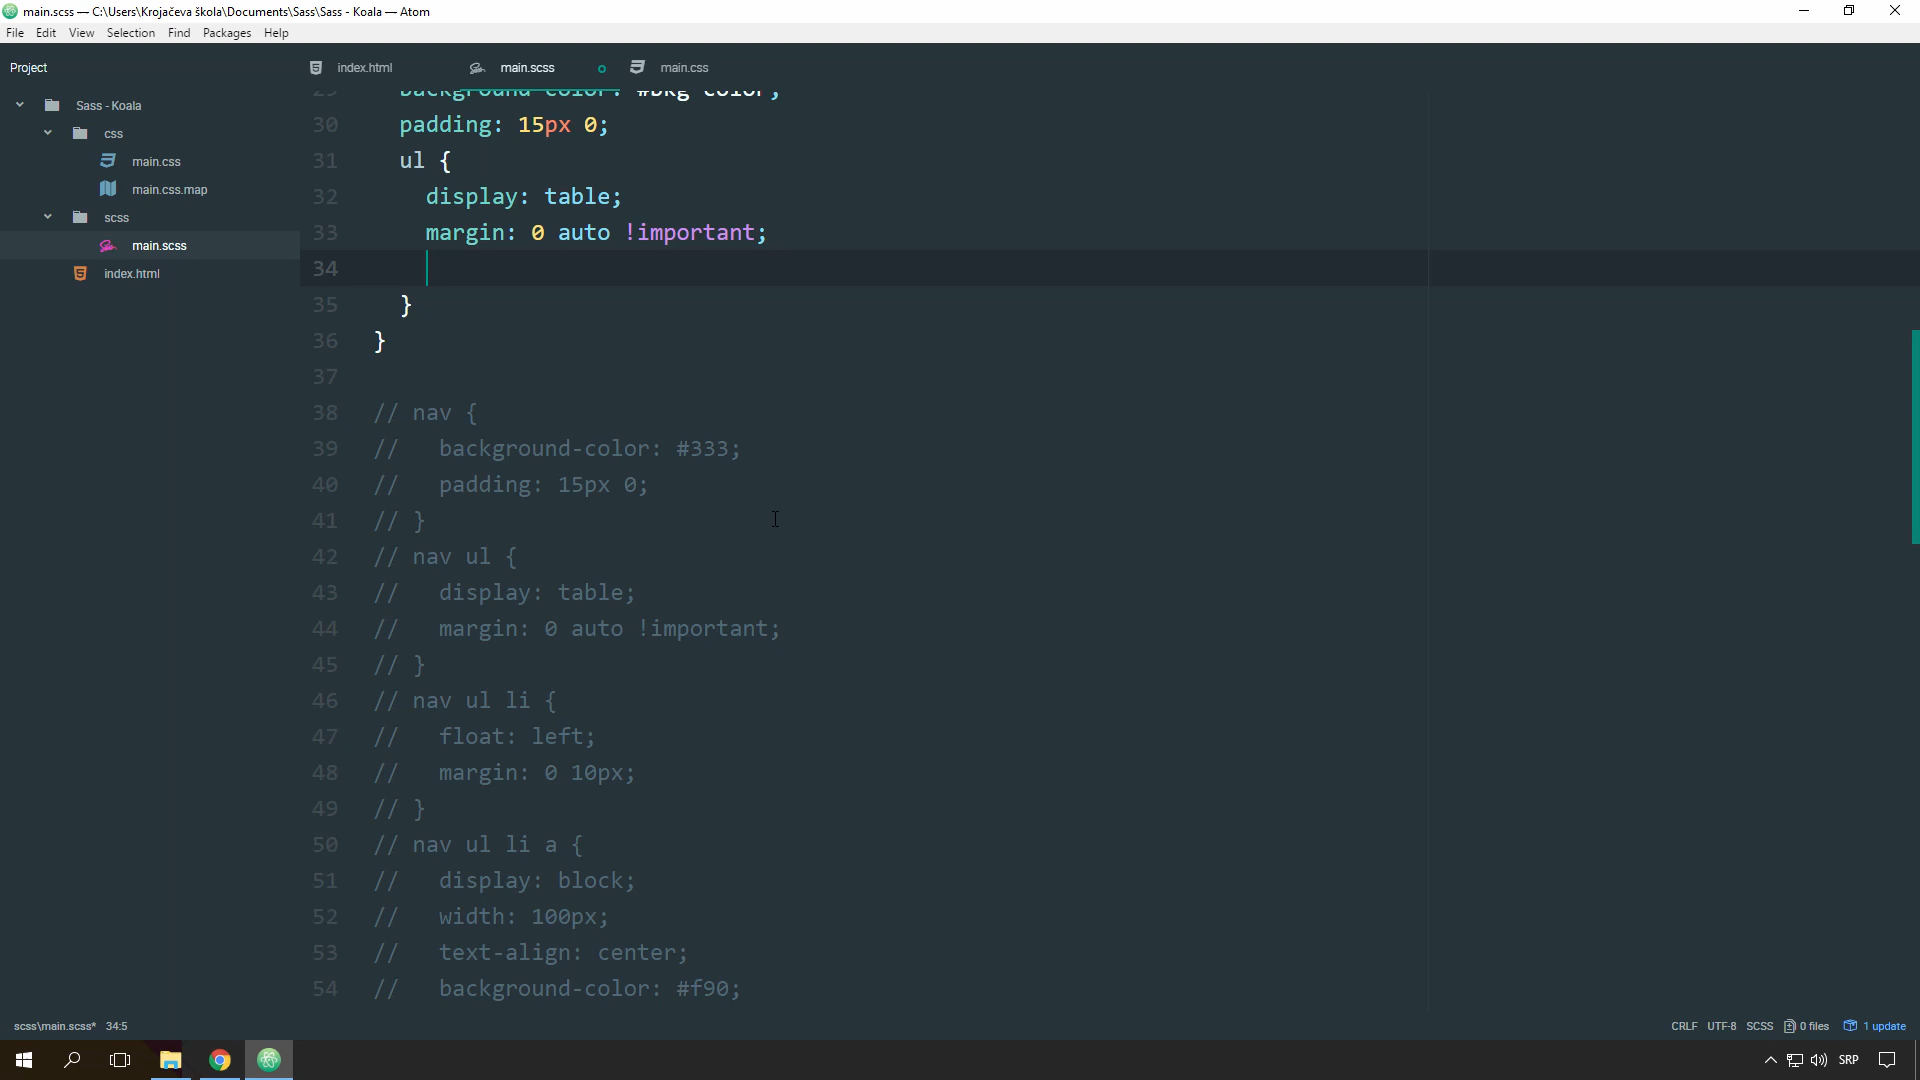 main.scss — C:\Users\Krojačeva škola\Documents\Sass\Sass - Koala — Atom
File Edit View Selection Find Packages Help
Project
index.html
main.scss
main.css
Sass - Koala
css
main.css
main.css.map
scss
main.scss
index.html
29 background-color: #bkg-color;
30 padding: 15px 0;
31 ul {
32 display: table;
33 margin: 0 auto !important;
34
35 }
36 }
37
38 // nav {
39 // background-color: #333;
40 // padding: 15px 0;
41 // }
42 // nav ul {
43 // display: table;
44 // margin: 0 auto !important;
45 // }
46 // nav ul li {
47 // float: left;
48 // margin: 0 10px;
49 // }
50 // nav ul li a {
51 // display: block;
52 // width: 100px;
53 // text-align: center;
54 // background-color: #f90;
scss\main.scss* 34:5
CRLF UTF-8 SCSS 0 files 1 update
SRP